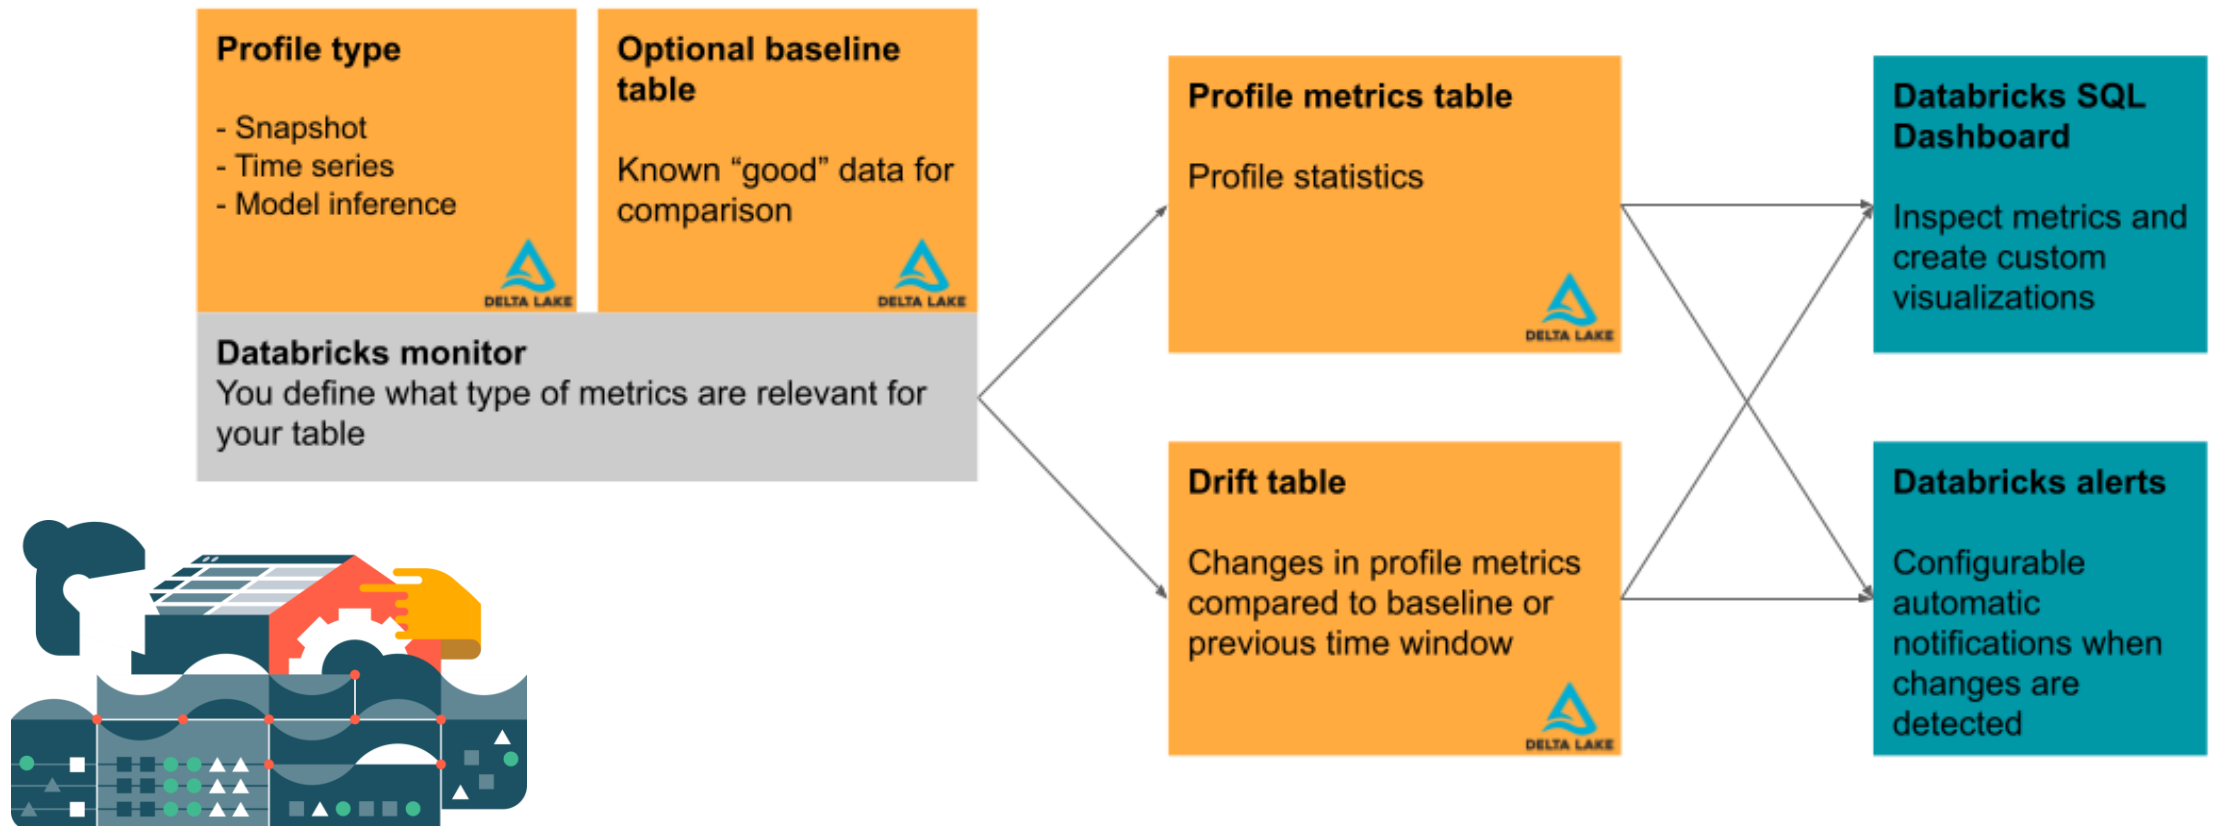 Profile type
- Snapshot
- Time series
- Model inference
DELTA LAKE
Optional baseline
table
Known “good” data for
comparison
DELTA LAKE
Databricks monitor
You define what type of metrics are relevant for
your table
Profile metrics table
Profile statistics
DELTA LAKE
Drift table
Changes in profile metrics
compared to baseline or
previous time window
DELTA LAKE
Databricks SQL
Dashboard
Inspect metrics and
create custom
visualizations
Databricks alerts
Configurable
automatic
notifications when
changes are
detected